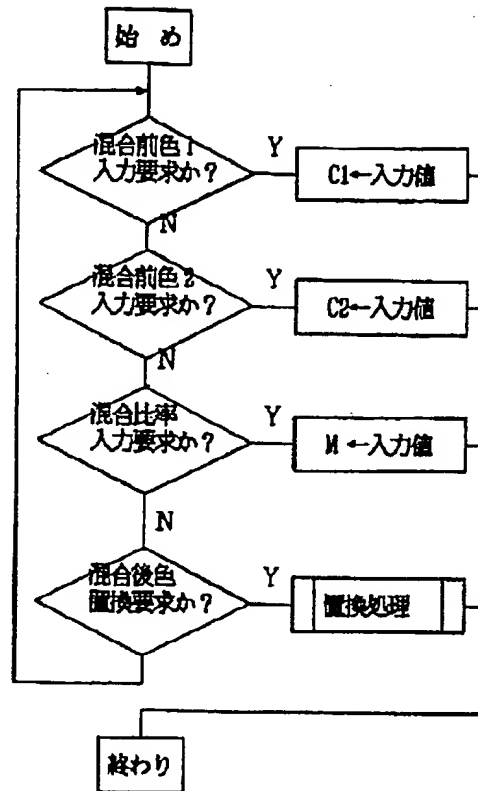 始 め
混合前色1
入力要求か?
Y
C1←入力値
N
混合前色2
入力要求か?
Y
C2←入力値
N
混合比率
入力要求か?
Y
M←入力値
N
混合後色
置換要求か?
Y
置換処理
終わり